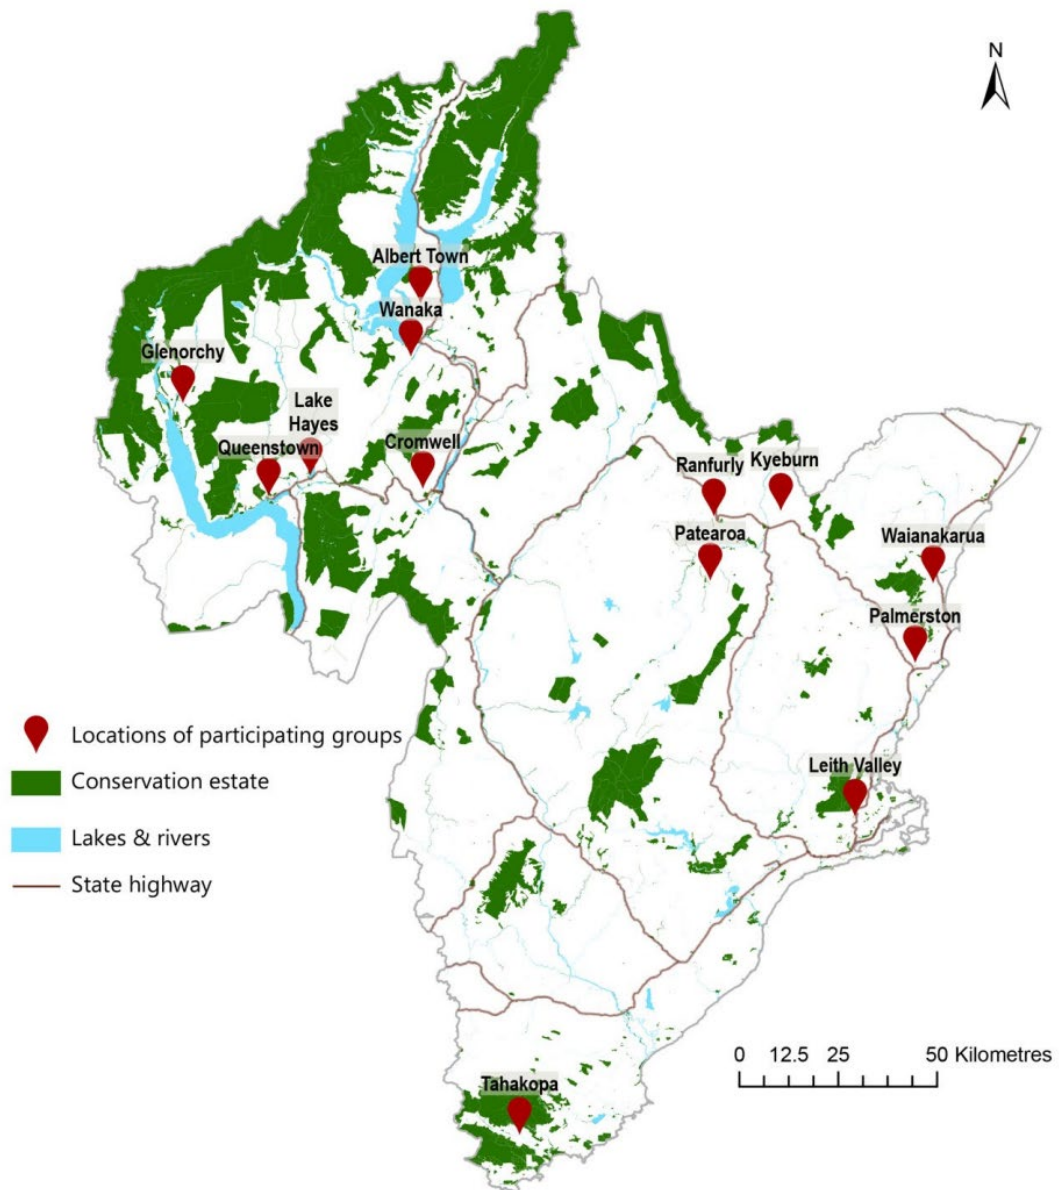 N
Albert Town
Wanaka
Glenorchy
Lake
Hayes
Queenstown
Cromwell
Ranfurly
Kyeburn
Patearoa
Waianakarua
Palmerston
Locations of participating groups
Conservation estate
Leith Valley
Lakes & rivers
State highway
0 12.5 25 50 Kilometres
Tahakopa